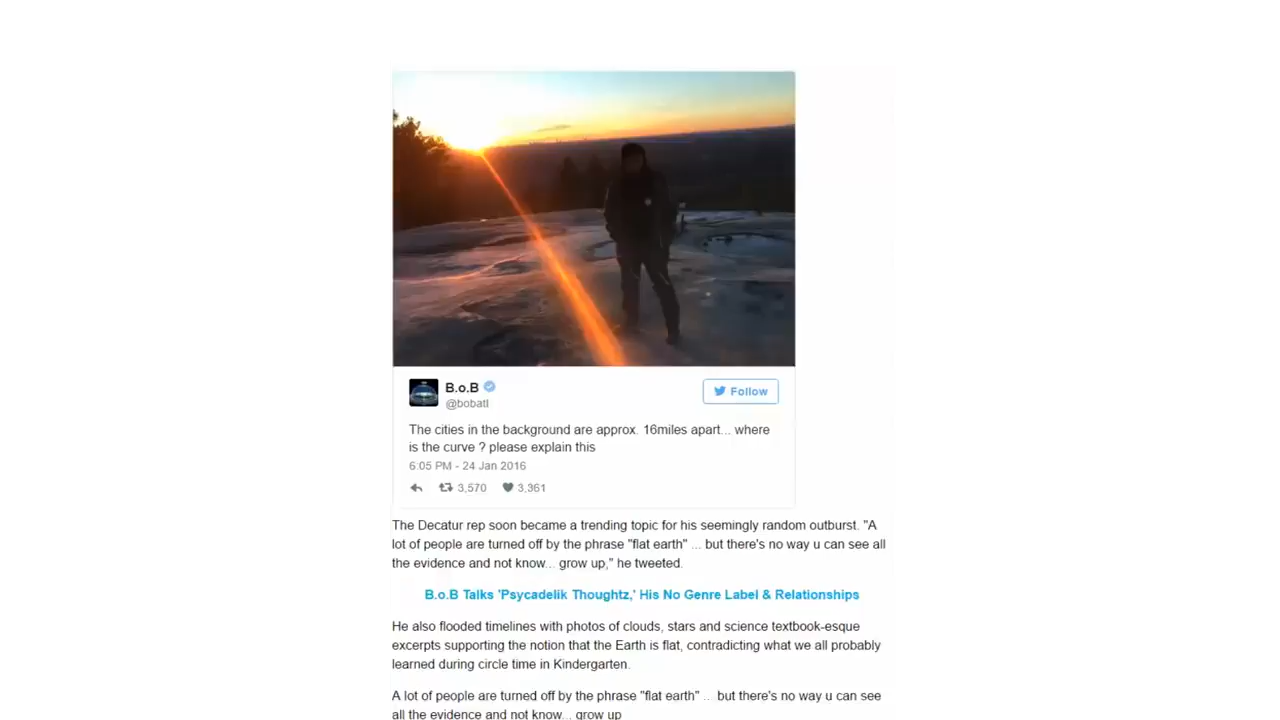 B.o.B
@bobatl
Follow
The cities in the background are approx. 16miles apart... where
is the curve ? please explain this
6:05 PM - 24 Jan 2016
3,570 3,361
The Decatur rep soon became a trending topic for his seemingly random outburst. "A
lot of people are turned off by the phrase "flat earth" ... but there's no way u can see all
the evidence and not know... grow up," he tweeted.
B.o.B Talks 'Psycadelik Thoughtz,' His No Genre Label & Relationships
He also flooded timelines with photos of clouds, stars and science textbook-esque
excerpts supporting the notion that the Earth is flat, contradicting what we all probably
learned during circle time in Kindergarten.
A lot of people are turned off by the phrase "flat earth" ... but there's no way u can see
all the evidence and not know... grow up